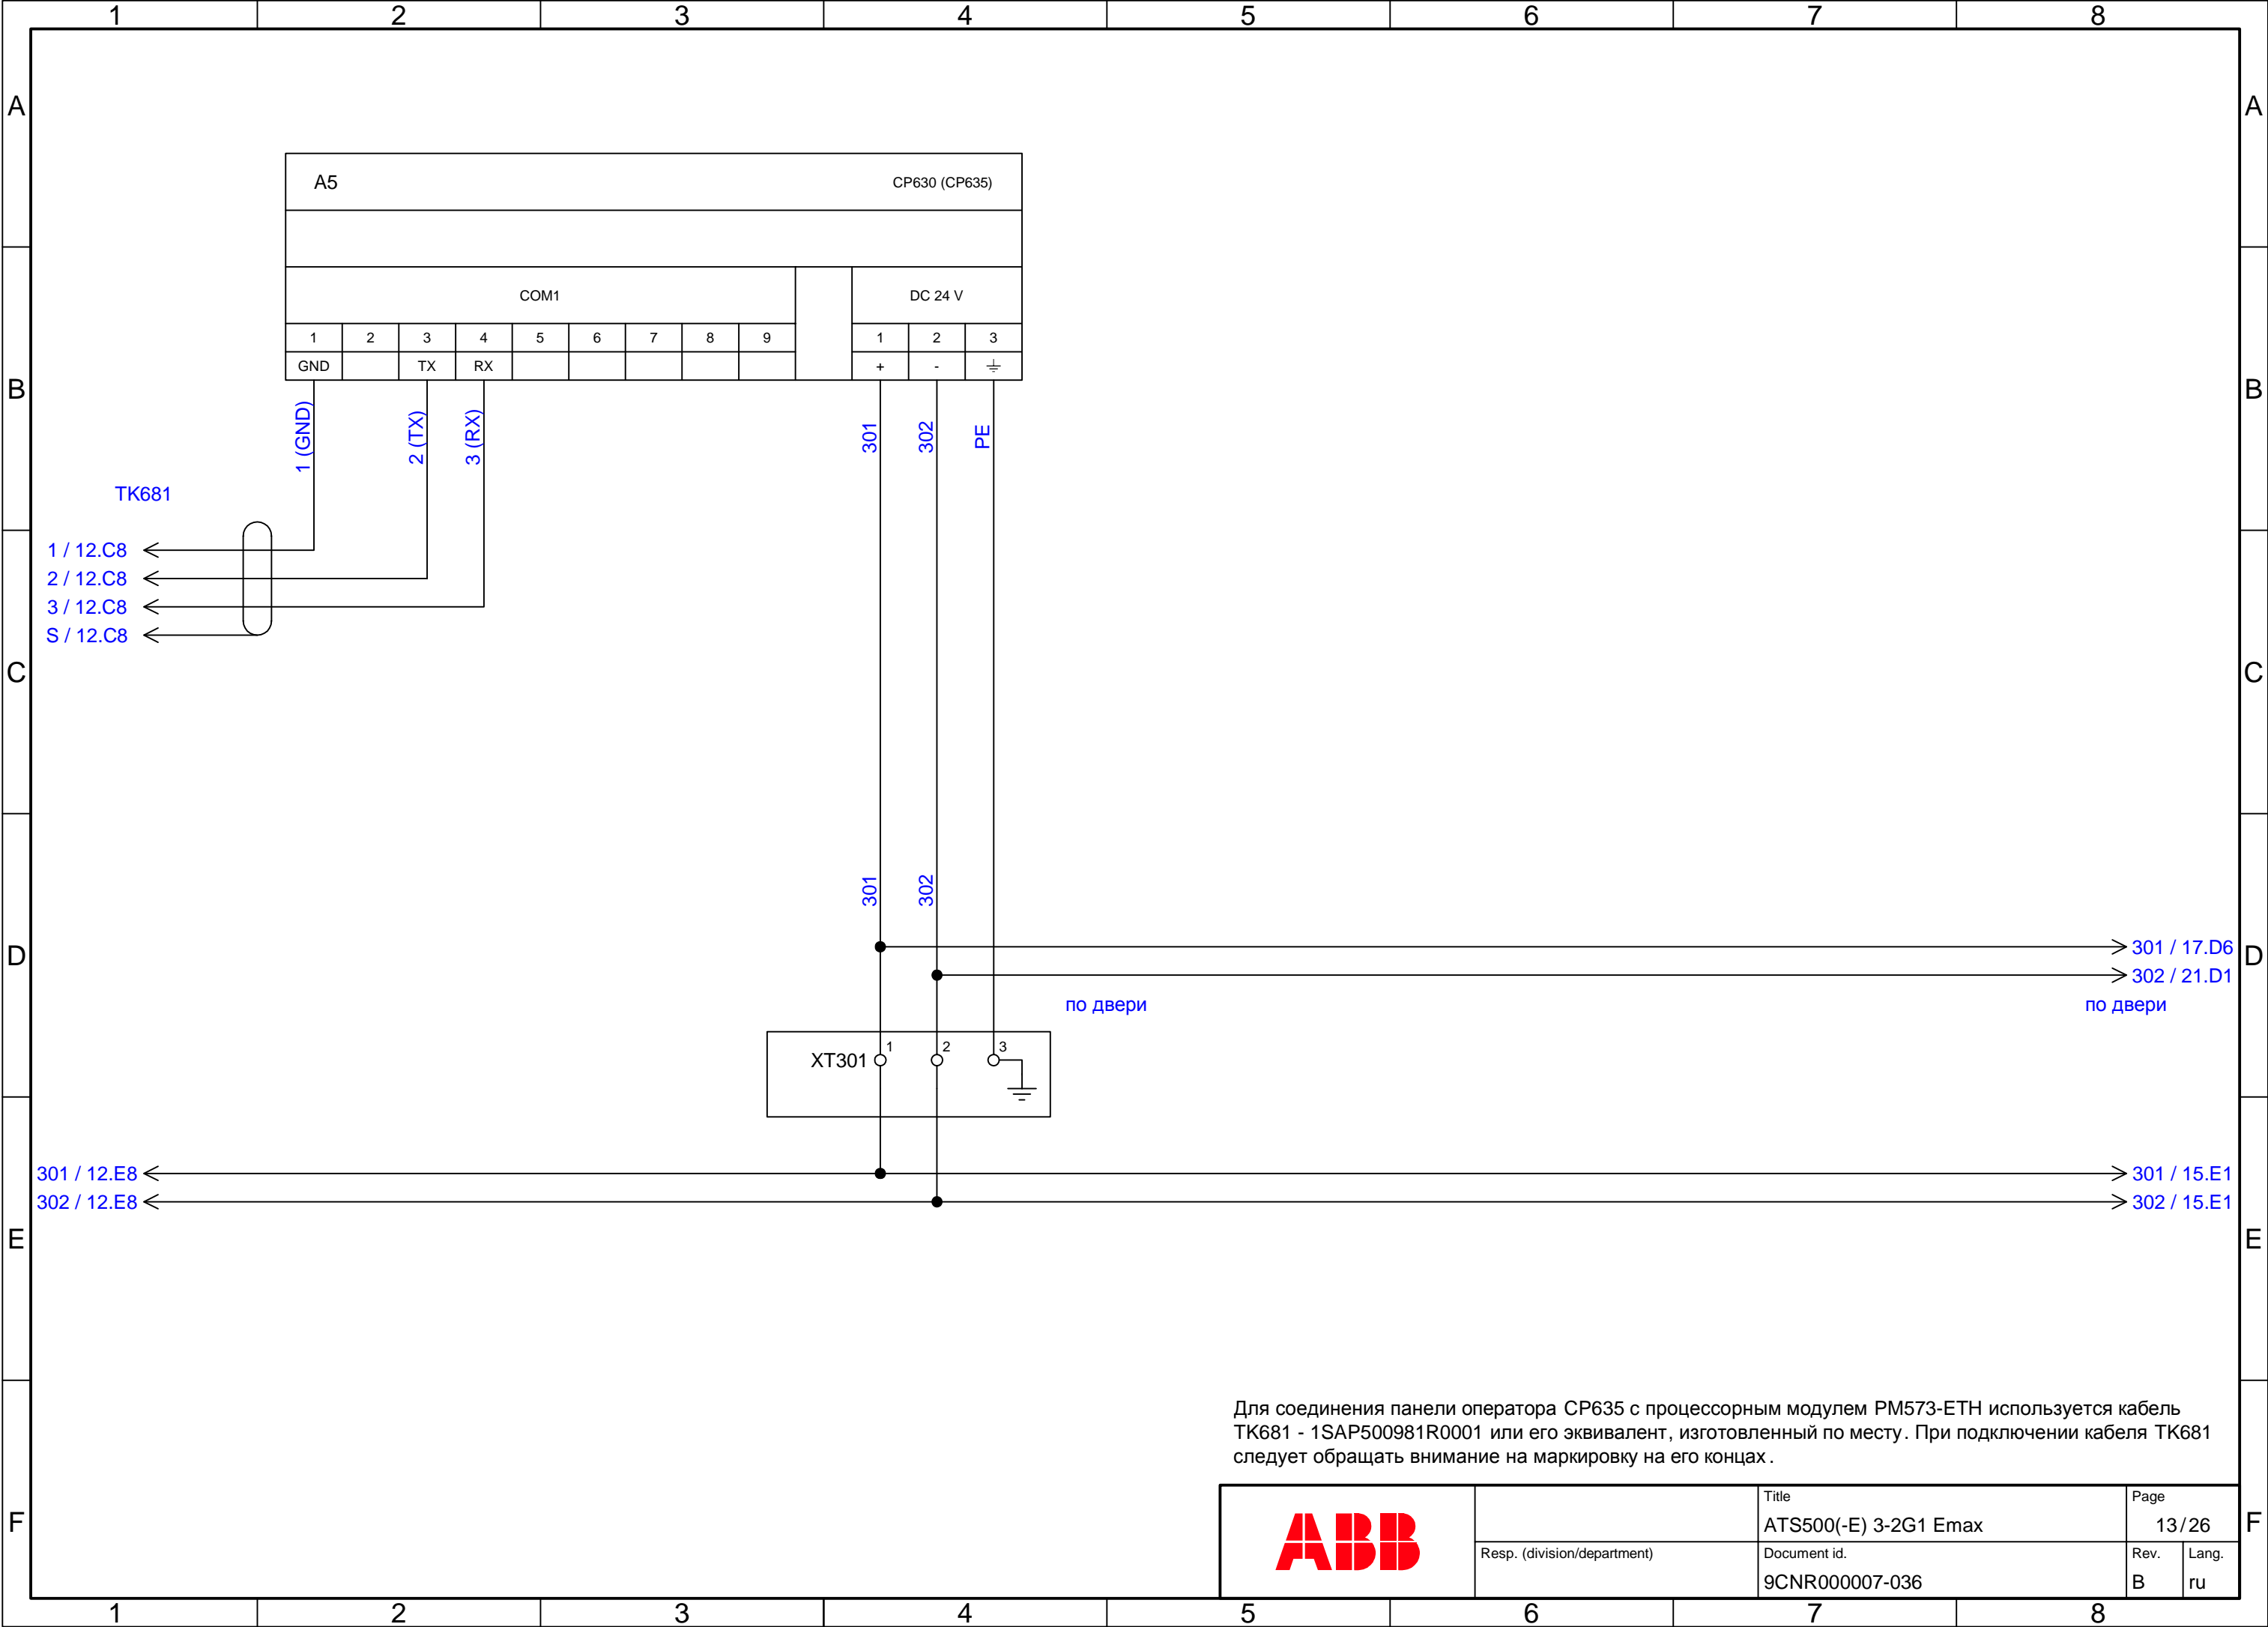 1 2 3 4 5 6 7 8
A A
A5 CP630 (CP635)
COM1 DC 24 V
1 2 3 4 5 6 7 8 9 1 2 3
GND TX RX + -
B B
1 (GND) 2 (TX) 3 (RX) 301 302 PE
TK681
1 / 12.C8
2 / 12.C8
3 / 12.C8
S / 12.C8
C C
301 302
D D
301 / 17.D6
302 / 21.D1
по двери по двери
XT301 1 2 3
301 / 12.E8 301 / 15.E1
302 / 12.E8 302 / 15.E1
E E
Для соединения панели оператора CP635 с процессорным модулем PM573-ETH используется кабель
TK681 - 1SAP500981R0001 или его эквивалент, изготовленный по месту. При подключении кабеля TK681
следует обращать внимание на маркировку на его концах.
F F
ABB
Title Page
ATS500(-E) 3-2G1 Emax 13/26
Resp. (division/department) Document id. Rev. Lang.
9CNR000007-036 B ru
1 2 3 4 5 6 7 8